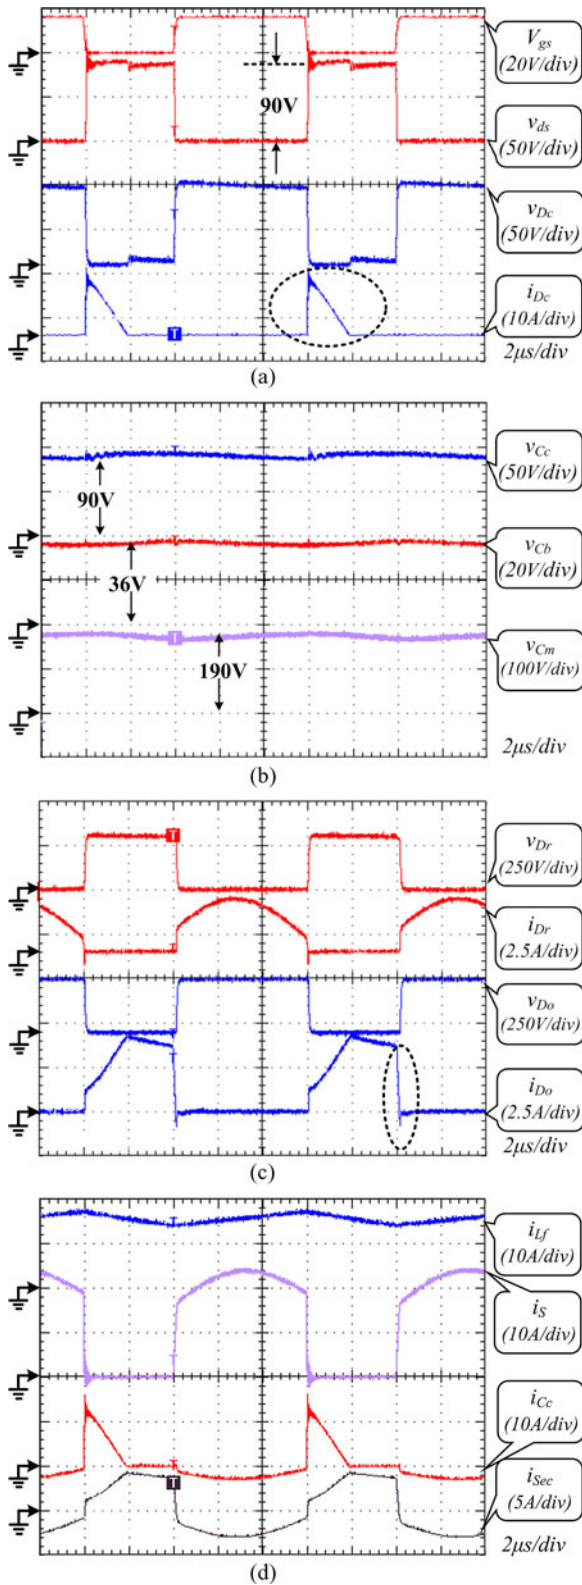 V_gs
(20V/div)
90V
v_ds
(50V/div)
v_Dc
(50V/div)
i_Dc
(10A/div)
T
2µs/div
(a)
v_Cc
(50V/div)
90V
v_Cb
(20V/div)
36V
T
v_Cm
(100V/div)
190V
2µs/div
(b)
T
v_Dr
(250V/div)
i_Dr
(2.5A/div)
v_Do
(250V/div)
i_Do
(2.5A/div)
2µs/div
(c)
i_Lf
(10A/div)
i_S
(10A/div)
i_Cc
(10A/div)
T
i_Sec
(5A/div)
2µs/div
(d)